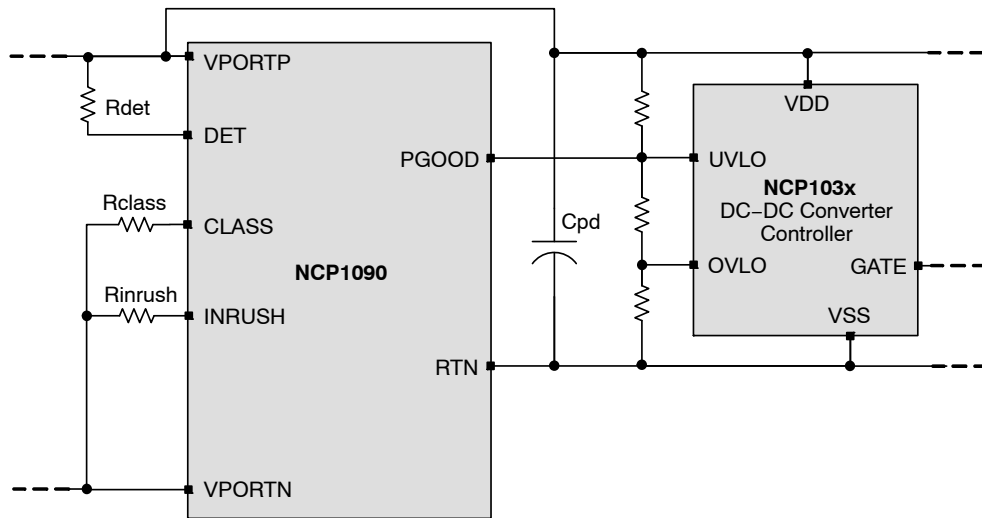 VPORTP
VDD
Rdet
DET
PGOOD
UVLO
NCP103x
DC−DC Converter
Controller
Rclass
CLASS
Cpd
NCP1090
OVLO
GATE
Rinrush
INRUSH
VSS
RTN
VPORTN